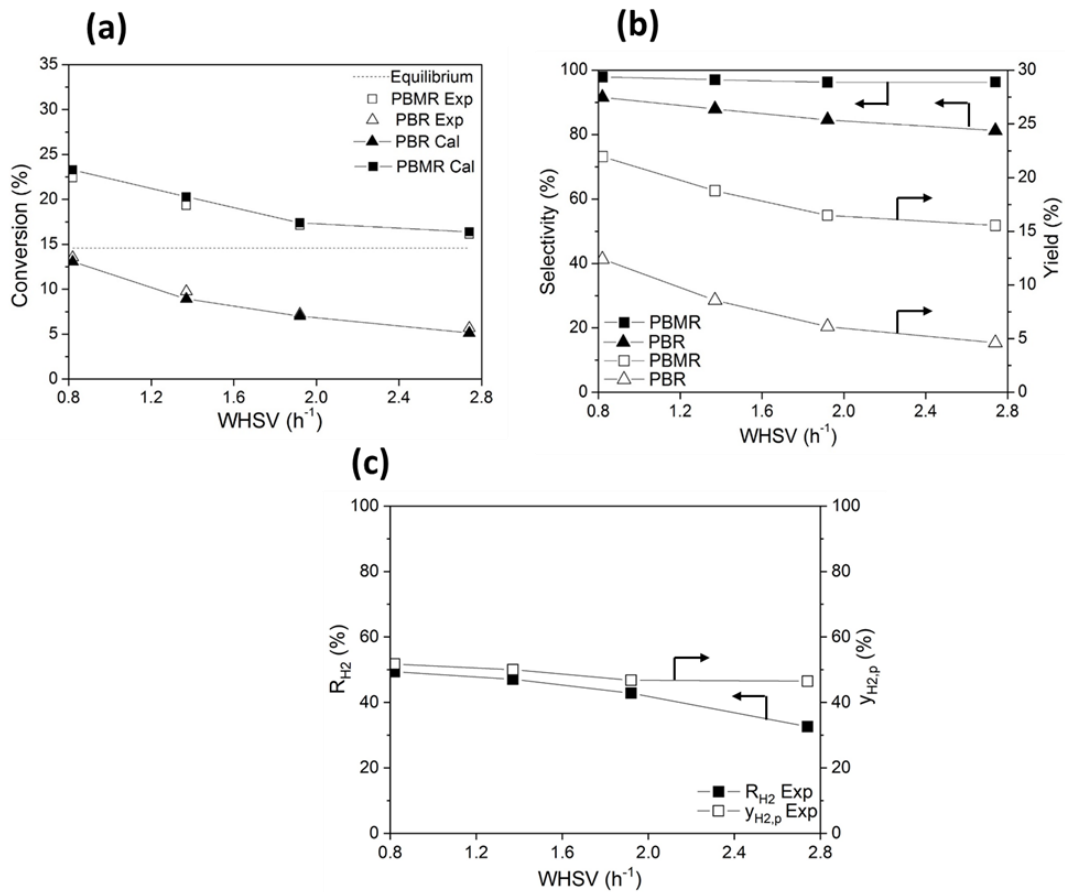 (a)
35
30
25
20
15
10
5
0
Conversion (%)
Equilibrium
PBMR Exp
PBR Exp
PBR Cal
PBMR Cal
0.8 1.2 1.6 2.0 2.4 2.8
WHSV (h⁻¹)
(b)
100
80
60
40
20
0
Selectivity (%)
PBMR
PBR
PBMR
PBR
30
25
20
15
10
5
0
Yield (%)
0.8 1.2 1.6 2.0 2.4 2.8
WHSV (h⁻¹)
(c)
100
80
60
40
20
0
R_H2 (%)
R_H2 Exp
y_H2,p Exp
100
80
60
40
20
0
y_H2,p (%)
0.8 1.2 1.6 2.0 2.4 2.8
WHSV (h⁻¹)